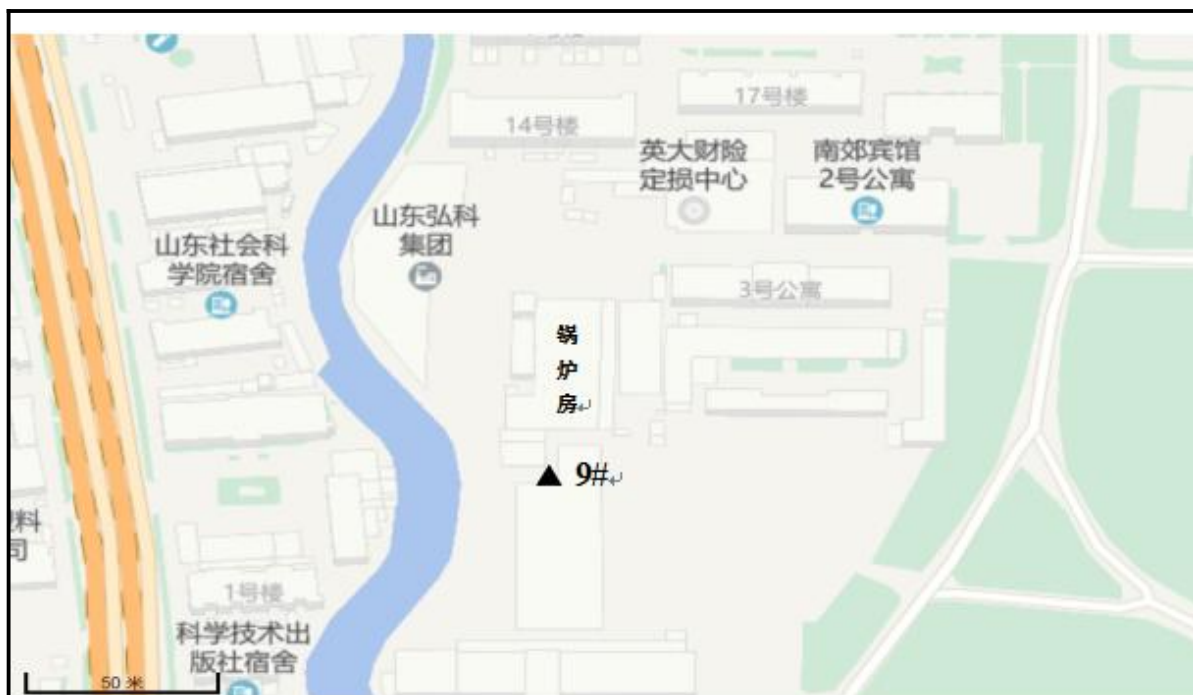 14号楼
17号楼
英大财险
定损中心
南郊宾馆
2号公寓
山东弘科
集团
山东社会科
学院宿舍
3号公寓
锅
炉
房
▲ 9#
料
司
1号楼
科学技术出
版社宿舍
50 米